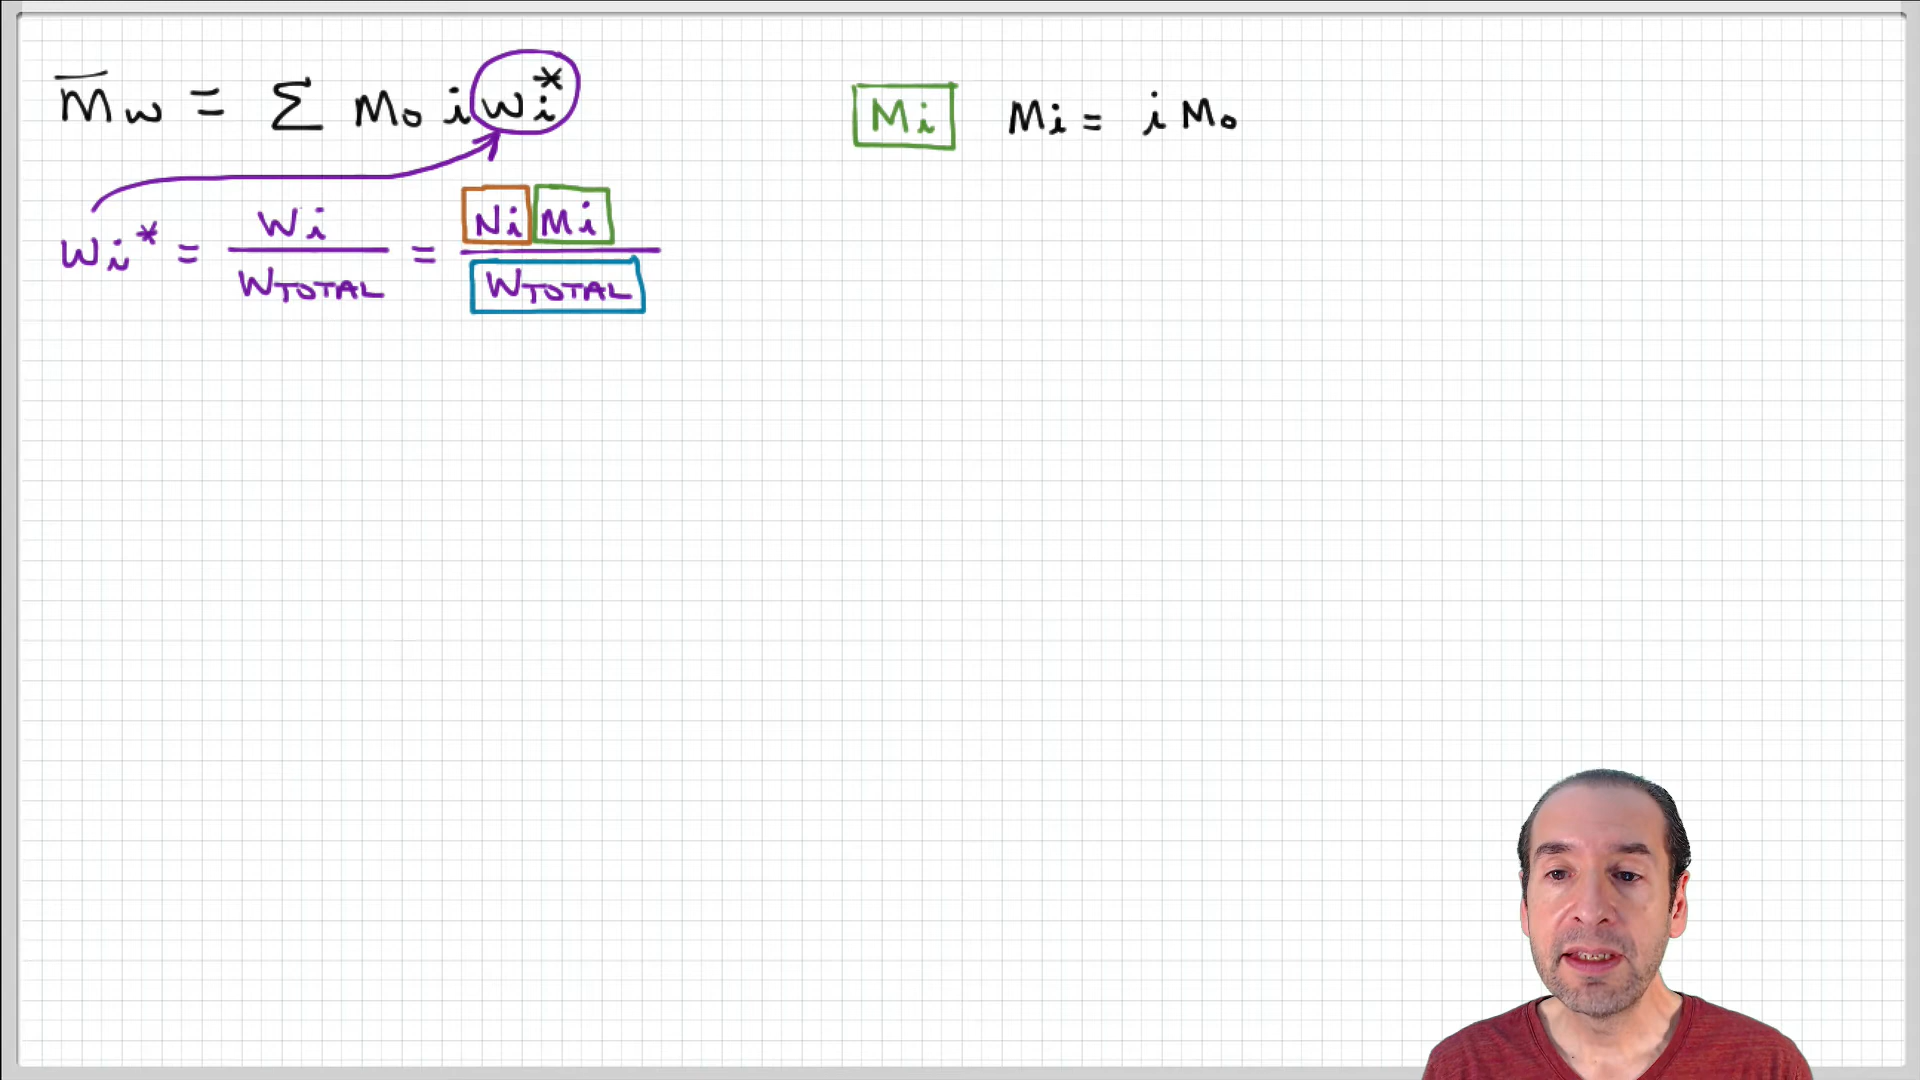 M̅w = Σ Mo i wi*
Mi Mi = i Mo
wi* = Wi / WTOTAL = Ni Mi / WTOTAL